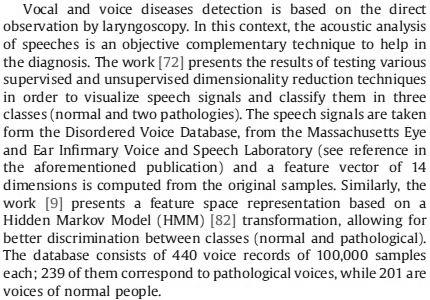 Vocal and voice diseases detection is based on the direct
observation by laryngoscopy. In this context, the acoustic analysis
of speeches is an objective complementary technique to help in
the diagnosis. The work [72] presents the results of testing various
supervised and unsupervised dimensionality reduction techniques
in order to visualize speech signals and classify them in three
classes (normal and two pathologies). The speech signals are taken
form the Disordered Voice Database, from the Massachusetts Eye
and Ear Infirmary Voice and Speech Laboratory (see reference in
the aforementioned publication) and a feature vector of 14
dimensions is computed from the original samples. Similarly, the
work [9] presents a feature space representation based on a
Hidden Markov Model (HMM) [82] transformation, allowing for
better discrimination between classes (normal and pathological).
The database consists of 440 voice records of 100,000 samples
each; 239 of them correspond to pathological voices, while 201 are
voices of normal people.